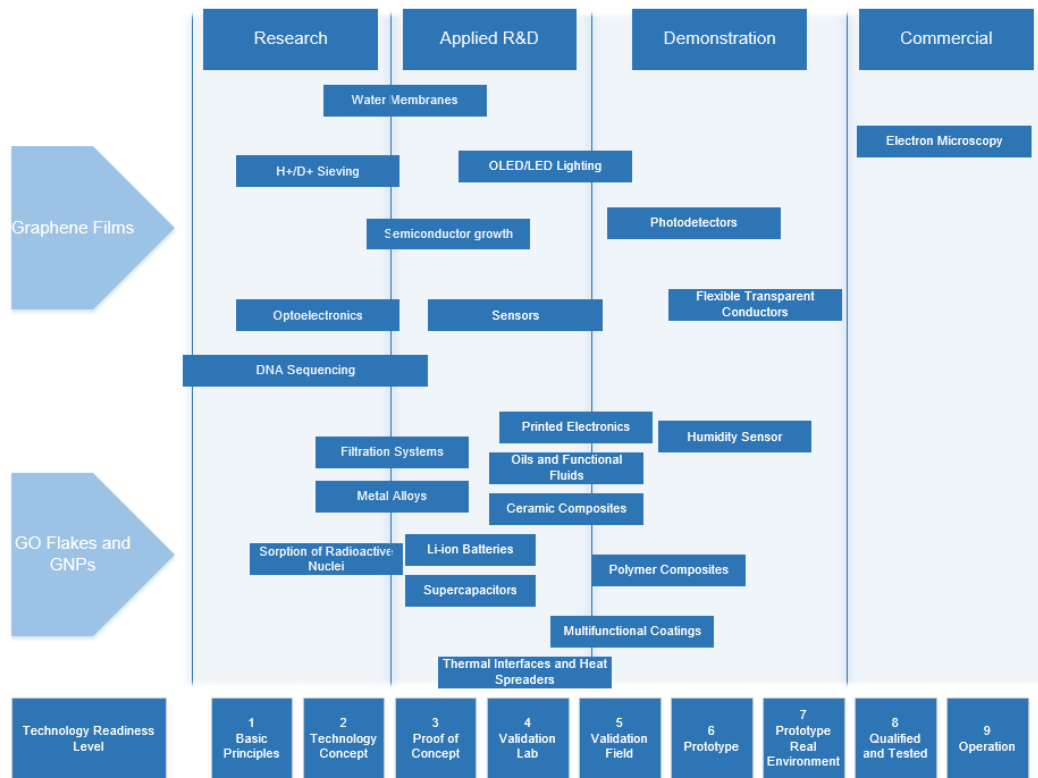 Research
Applied R&D
Demonstration
Commercial
Water Membranes
Electron Microscopy
H+/D+ Sieving
OLED/LED Lighting
Graphene Films
Semiconductor growth
Photodetectors
Optoelectronics
Sensors
Flexible Transparent
Conductors
DNA Sequencing
Printed Electronics
Humidity Sensor
Filtration Systems
Oils and Functional
Fluids
Metal Alloys
Ceramic Composites
GO Flakes and
GNPs
Sorption of Radioactive
Nuclei
Li-ion Batteries
Polymer Composites
Supercapacitors
Multifunctional Coatings
Thermal Interfaces and Heat
Spreaders
Technology Readiness
Level
1
Basic
Principles
2
Technology
Concept
3
Proof of
Concept
4
Validation
Lab
5
Validation
Field
6
Prototype
7
Prototype
Real
Environment
8
Qualified
and Tested
9
Operation